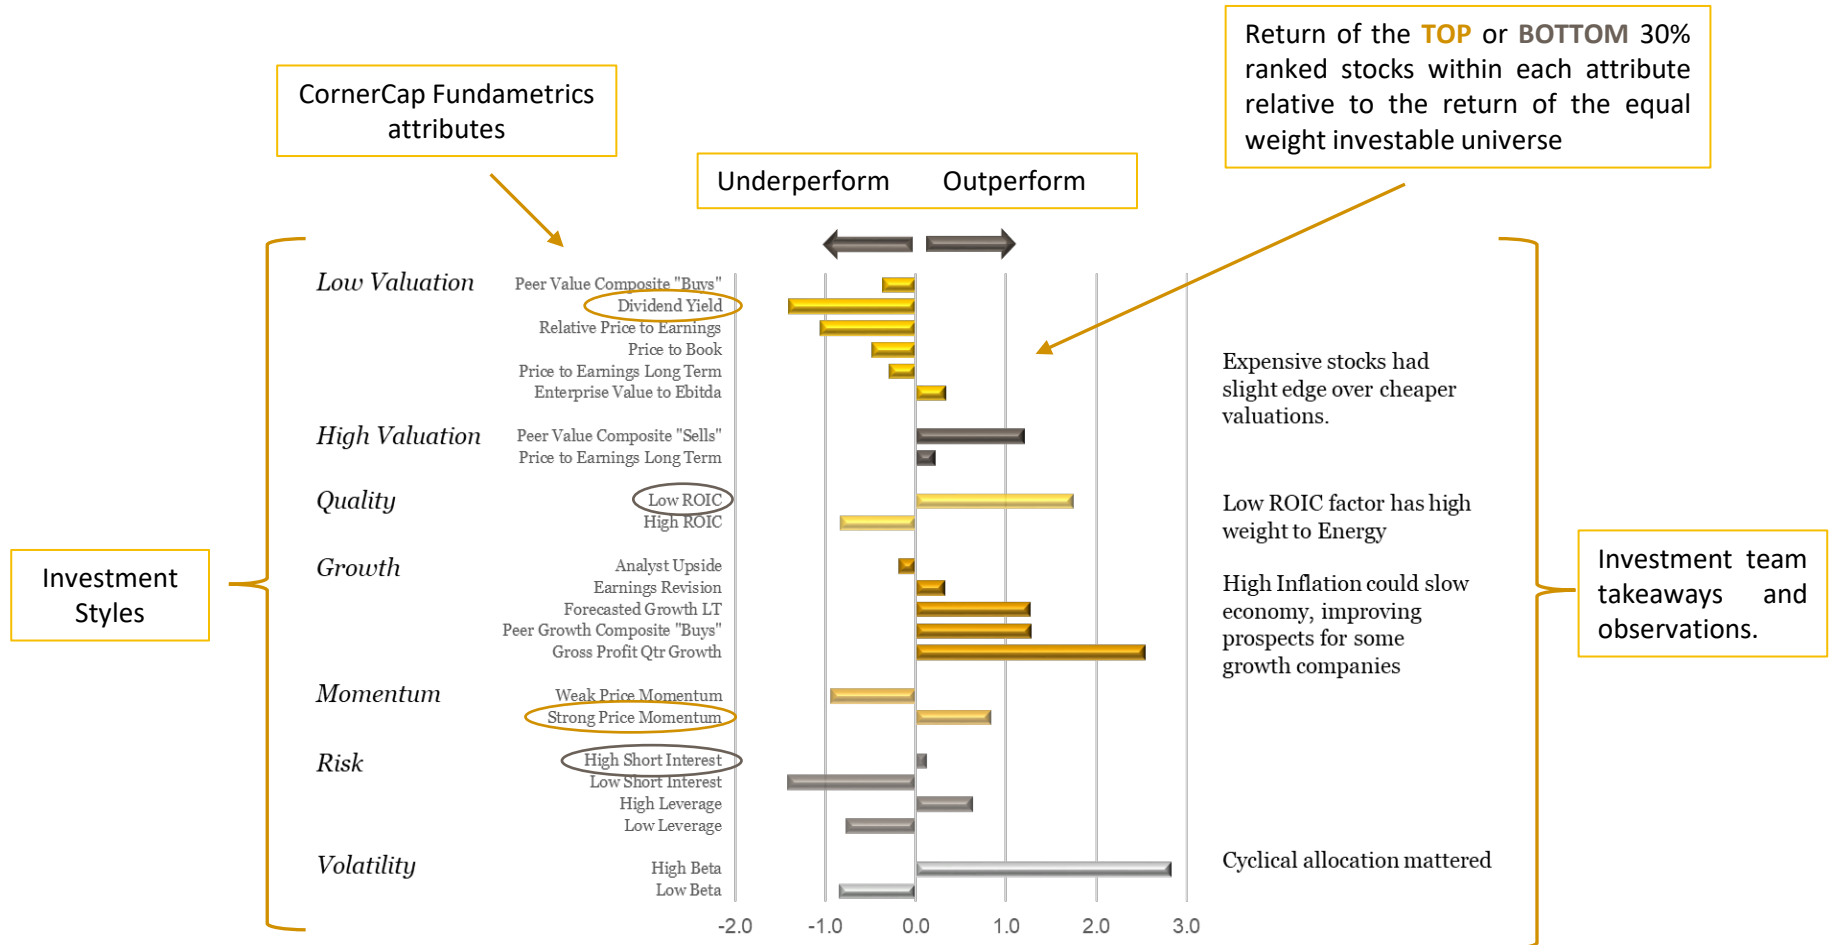 Return of the TOP or BOTTOM 30%
ranked stocks within each attribute
relative to the return of the equal
weight investable universe
CornerCap Fundametrics
attributes
Underperform Outperform
Low Valuation
Peer Value Composite "Buys"
Dividend Yield
Relative Price to Earnings
Price to Book
Price to Earnings Long Term
Enterprise Value to Ebitda
Expensive stocks had
slight edge over cheaper
valuations.
High Valuation
Peer Value Composite "Sells"
Price to Earnings Long Term
Quality
Low ROIC
High ROIC
Low ROIC factor has high
weight to Energy
Growth
Analyst Upside
Earnings Revision
Forecasted Growth LT
Peer Growth Composite "Buys"
Gross Profit Qtr Growth
High Inflation could slow
economy, improving
prospects for some
growth companies
Investment
Styles
Investment team
takeaways and
observations.
Momentum
Weak Price Momentum
Strong Price Momentum
Risk
High Short Interest
Low Short Interest
High Leverage
Low Leverage
Volatility
High Beta
Low Beta
Cyclical allocation mattered
-2.0 -1.0 0.0 1.0 2.0 3.0